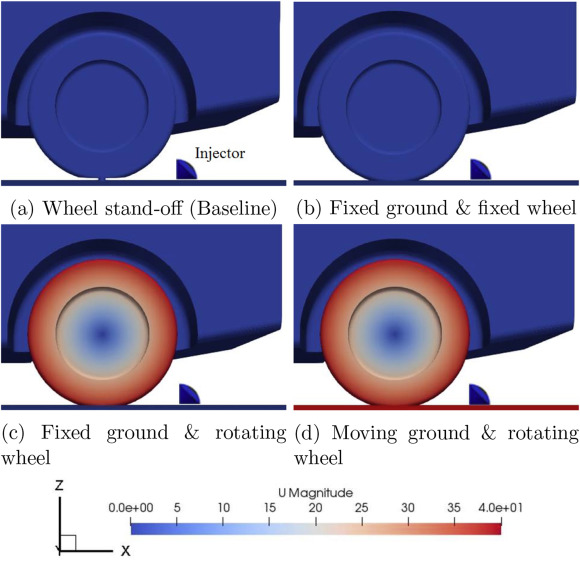 Injector
(a) Wheel stand-off (Baseline)
(b) Fixed ground & fixed wheel
(c) Fixed ground & rotating
wheel
(d) Moving ground & rotating
wheel
Z
Y
X
U Magnitude
0.0e+00 5 10 15 20 25 30 35 4.0e+01